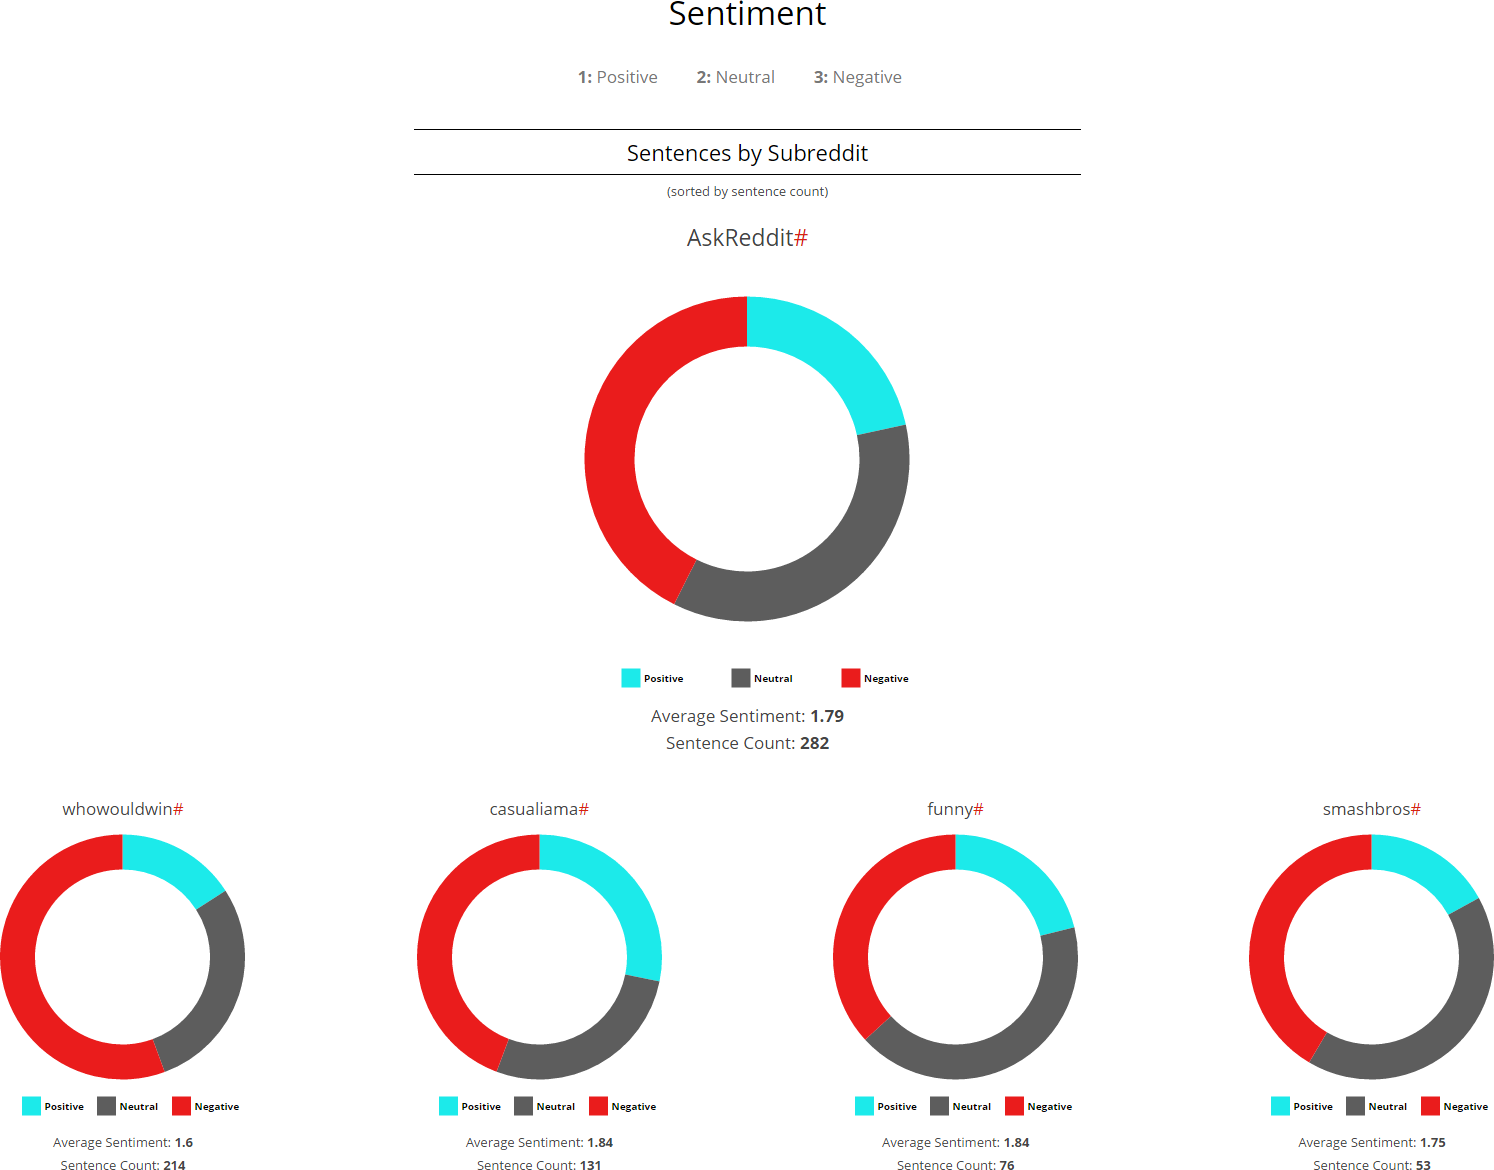 Sentiment
1: Positive 2: Neutral 3: Negative
Sentences by Subreddit
(sorted by sentence count)
AskReddit#
Positive Neutral Negative
Average Sentiment: 1.79
Sentence Count: 282
whowouldwin#
Positive Neutral Negative
Average Sentiment: 1.6
Sentence Count: 214
casualiama#
Positive Neutral Negative
Average Sentiment: 1.84
Sentence Count: 131
funny#
Positive Neutral Negative
Average Sentiment: 1.84
Sentence Count: 76
smashbros#
Positive Neutral Negative
Average Sentiment: 1.75
Sentence Count: 53